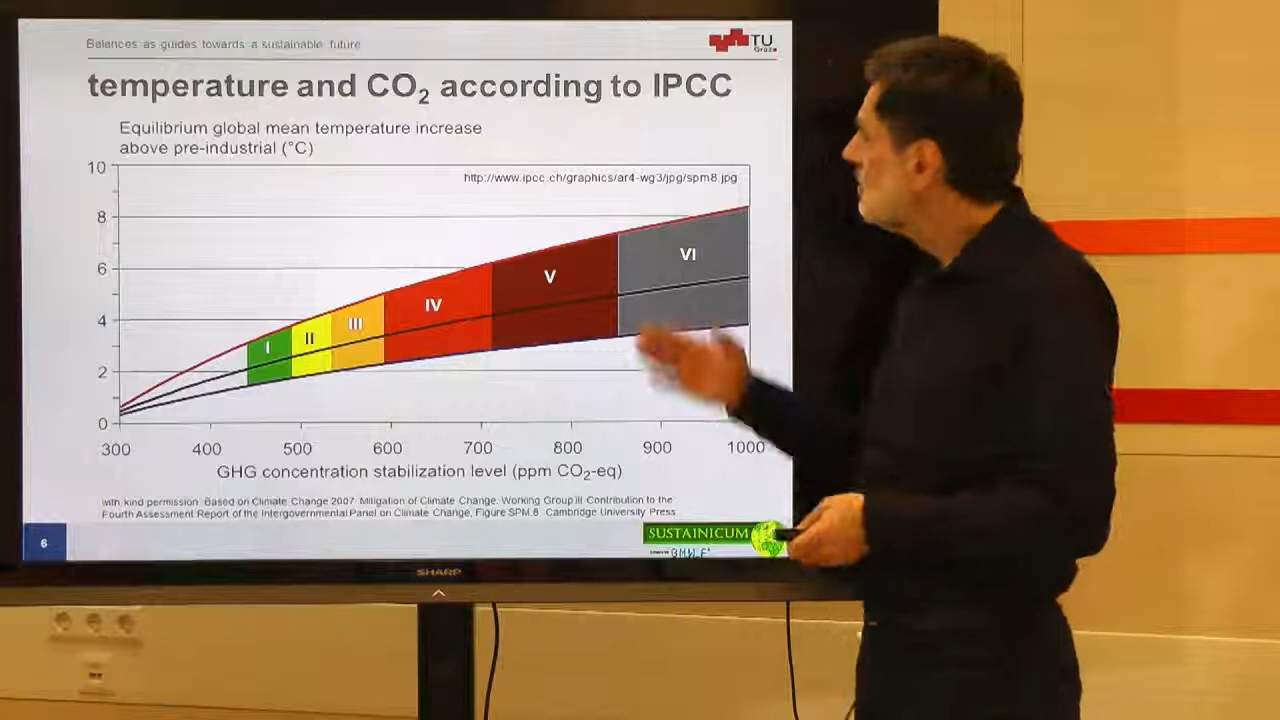 Balances as guides towards a sustainable future
TU
Graz
temperature and CO2 according to IPCC
Equilibrium global mean temperature increase
above pre-industrial (°C)
http://www.ipcc.ch/graphics/ar4-wg3/jpg/spm8.jpg
10
8
6
4
2
0
I
II
III
IV
V
VI
300 400 500 600 700 800 900 1000
GHG concentration stabilization level (ppm CO2-eq)
with kind permission: Based on Climate Change 2007: Mitigation of Climate Change. Working Group III Contribution to the
Fourth Assessment Report of the Intergovernmental Panel on Climate Change, Figure SPM.8. Cambridge University Press
6
SUSTAINICUM
SHARP